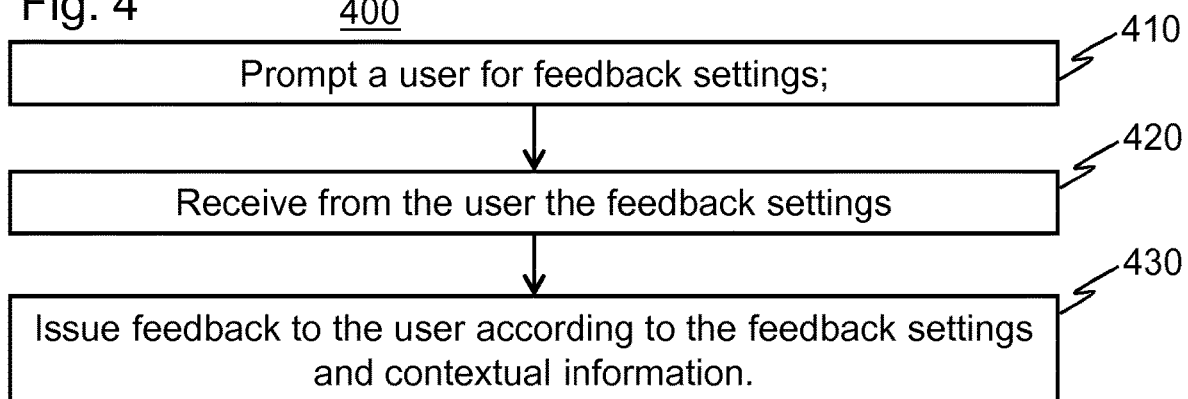 Fig. 4
400
410
Prompt a user for feedback settings;
420
Receive from the user the feedback settings
430
Issue feedback to the user according to the feedback settings
and contextual information.